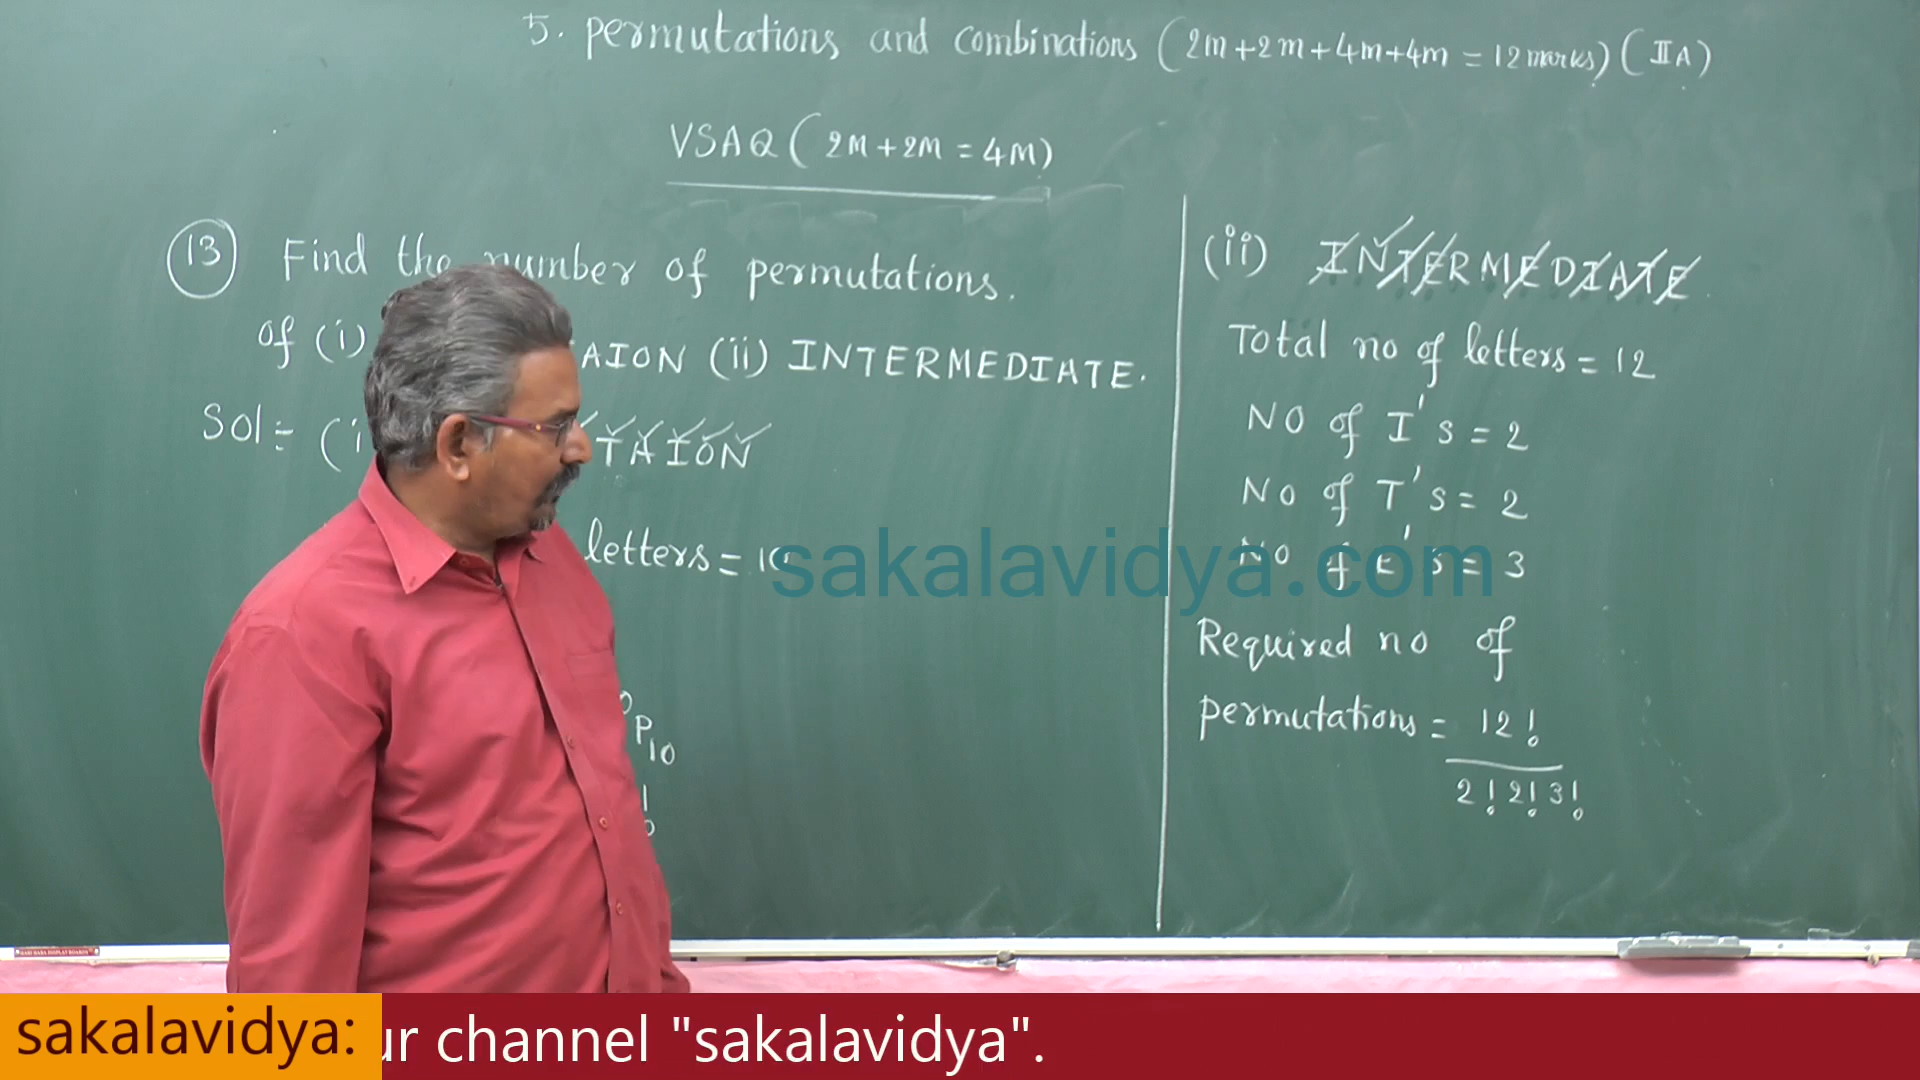 5. permutations and combinations (2m+2m+4m+4m = 12 marks) (IIA)
VSAQ (2M+2M = 4M)
13 Find the number of permutations.
of (i) TAION (ii) INTERMEDIATE.
Sol:- (i TAION
letters = 10
P10
(ii) INTERMEDIATE
Total no of letters = 12
NO of I's = 2
No of T's = 2
No of E's = 3
Required no of
permutations = 12!
2! 2! 3!
sakalavidya.com
sakalavidya: ur channel "sakalavidya".